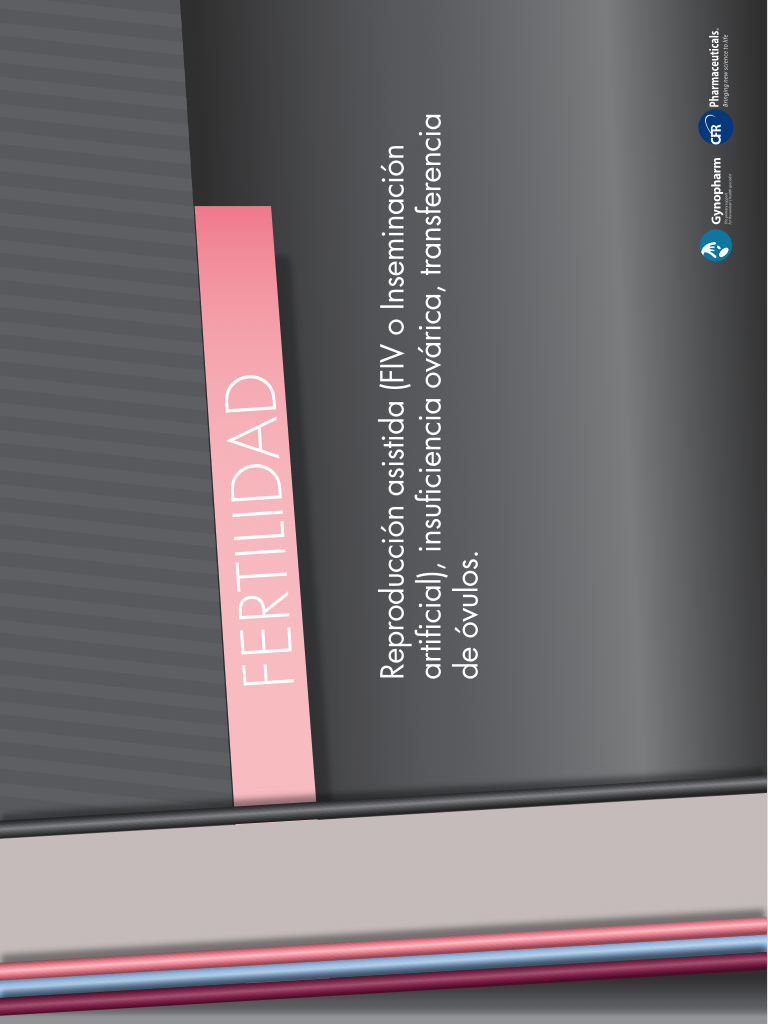 FERTILIDAD
Reproducción asistida (FIV o Inseminación
artificial), insuficiencia ovárica, transferencia
de óvulos.
Gynopharm
CFR Pharmaceuticals.
Bringing new science to life